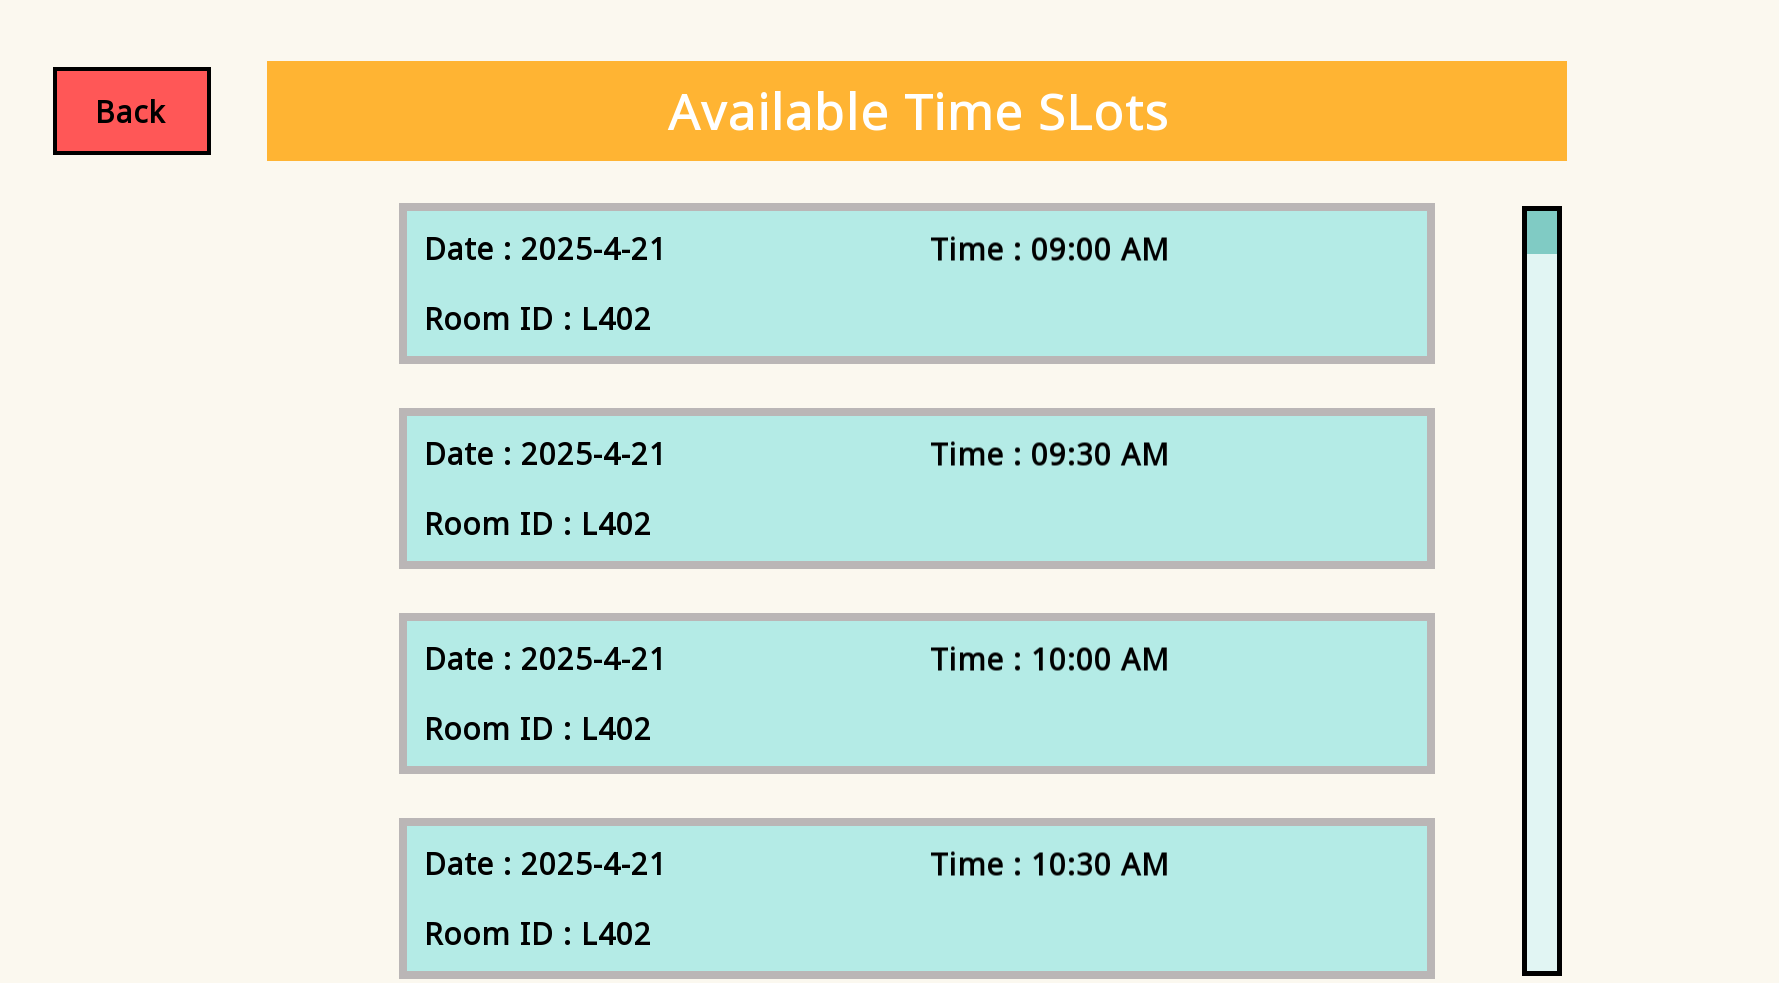 Back
Available Time SLots
Date : 2025-4-21 Time : 09:00 AM
Room ID : L402
Date : 2025-4-21 Time : 09:30 AM
Room ID : L402
Date : 2025-4-21 Time : 10:00 AM
Room ID : L402
Date : 2025-4-21 Time : 10:30 AM
Room ID : L402